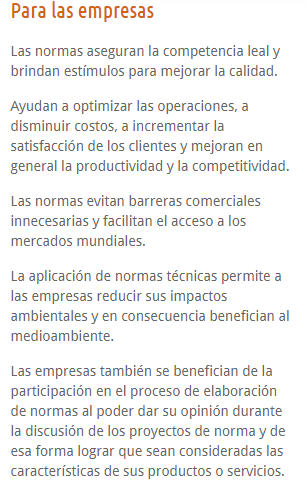 Para las empresas
Las normas aseguran la competencia leal y
brindan estímulos para mejorar la calidad.
Ayudan a optimizar las operaciones, a
disminuir costos, a incrementar la
satisfacción de los clientes y mejoran en
general la productividad y la competitividad.
Las normas evitan barreras comerciales
innecesarias y facilitan el acceso a los
mercados mundiales.
La aplicación de normas técnicas permite a
las empresas reducir sus impactos
ambientales y en consecuencia benefician al
medioambiente.
Las empresas también se benefician de la
participación en el proceso de elaboración
de normas al poder dar su opinión durante
la discusión de los proyectos de norma y de
esa forma lograr que sean consideradas las
características de sus productos o servicios.